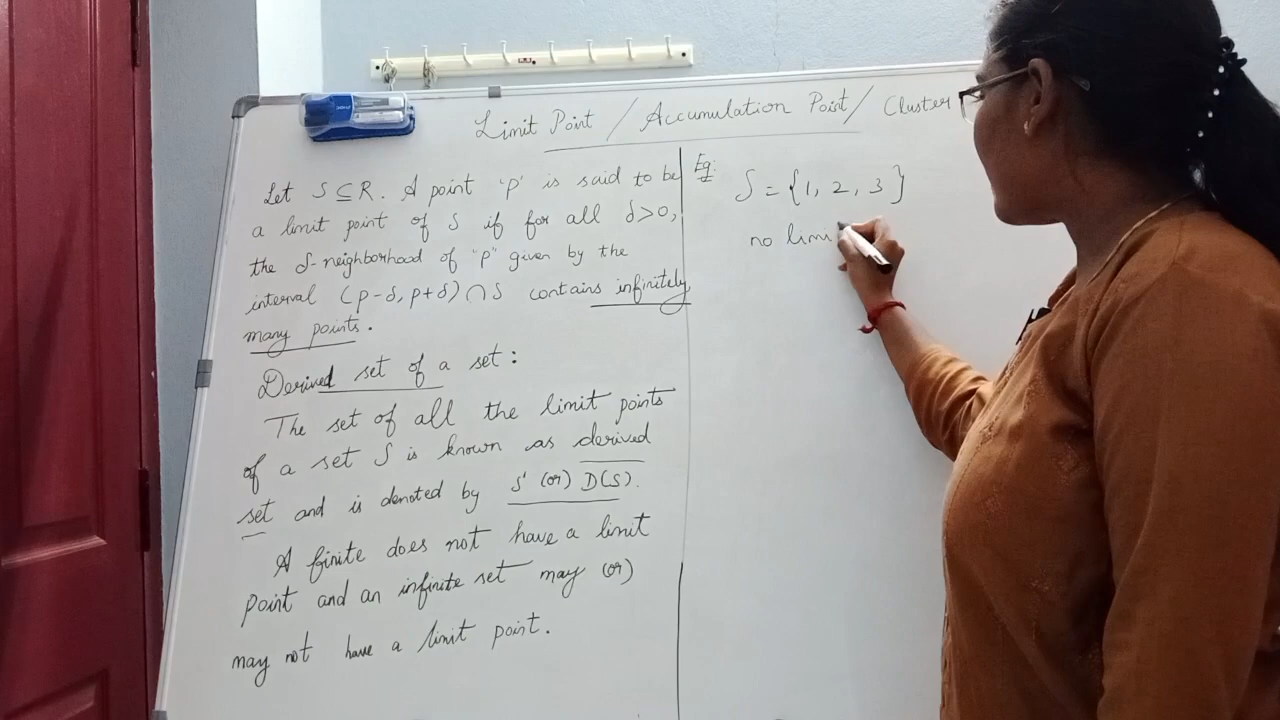 Limit Point / Accumulation Point / Cluster
Let S ⊆ R. A point 'p' is said to be
a limit point of S if for all δ>0,
the δ-neighborhood of "p" given by the
interval (p-δ, p+δ) ∩ S contains infinitely
many points.
Derived set of a set :
The set of all the limit points
of a set S is known as derived
set and is denoted by S' (or) D(S).
A finite does not have a limit
point and an infinite set may (or)
may not have a limit point.
Eg:
S = {1, 2, 3}
no limi